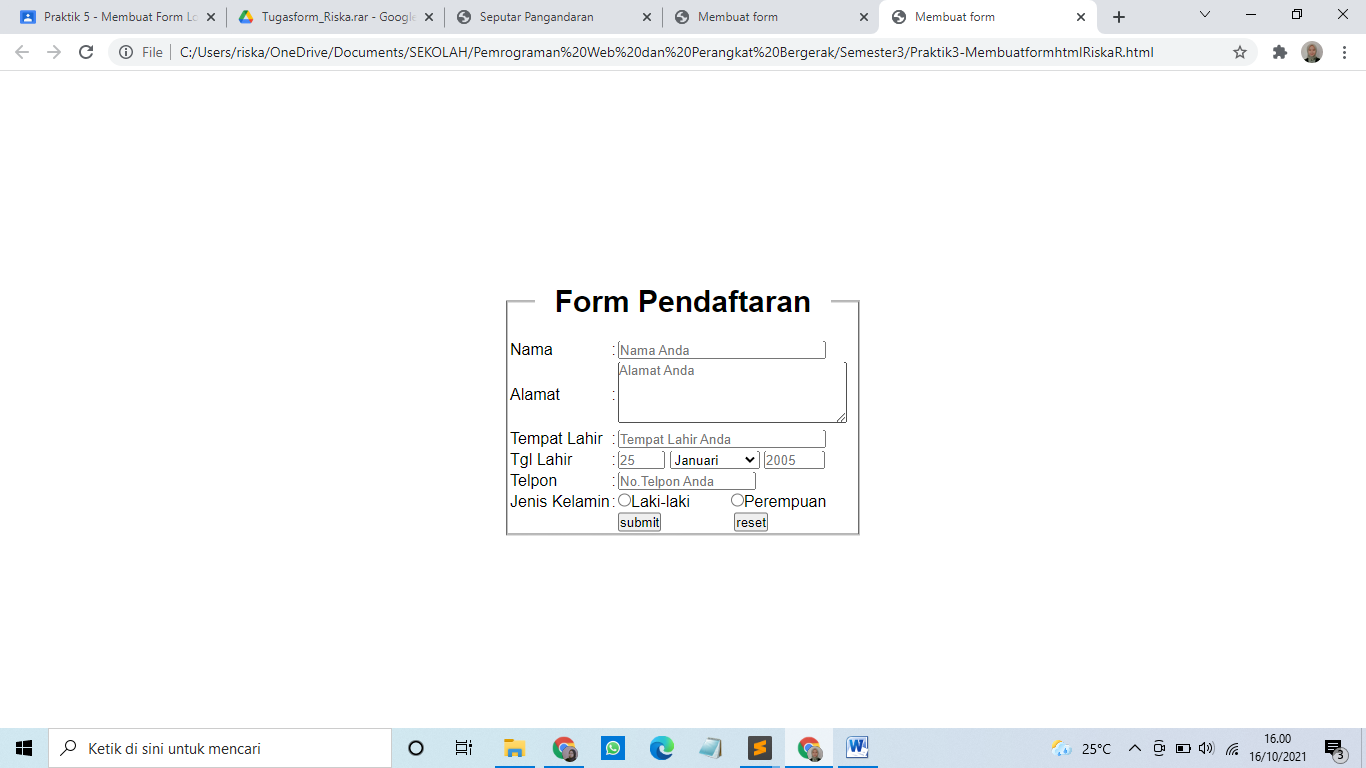 Praktik 5 - Membuat Form Lo
Tugasform_Riska.rar - Google
Seputar Pangandaran
Membuat form
Membuat form
File
C:/Users/riska/OneDrive/Documents/SEKOLAH/Pemrograman%20Web%20dan%20Perangkat%20Bergerak/Semester3/Praktik3-MembuatformhtmlRiskaR.html
Form Pendaftaran
Nama : Nama Anda
Alamat : Alamat Anda
Tempat Lahir : Tempat Lahir Anda
Tgl Lahir : 25 Januari 2005
Telpon : No.Telpon Anda
Jenis Kelamin : Laki-laki Perempuan
submit reset
Ketik di sini untuk mencari
25°C
16.00
16/10/2021
3